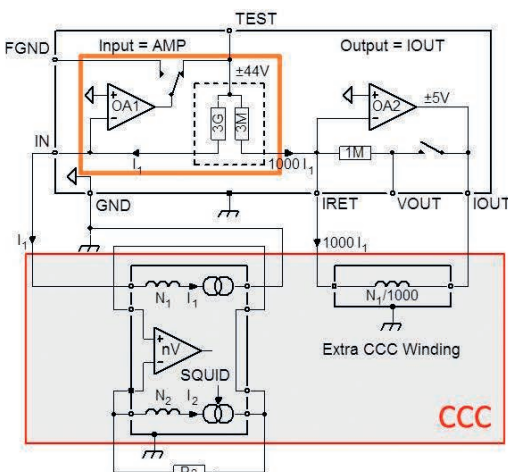 TEST
FGND
Input = AMP
Output = IOUT
±44V
OA1
3G
3M
OA2
±5V
IN
I₁
1000 I₁
1M
GND
IRET
VOUT
IOUT
I₁
1000 I₁
N₁
I₁
N₁/1000
nV
Extra CCC Winding
SQUID
N₂
I₂
CCC